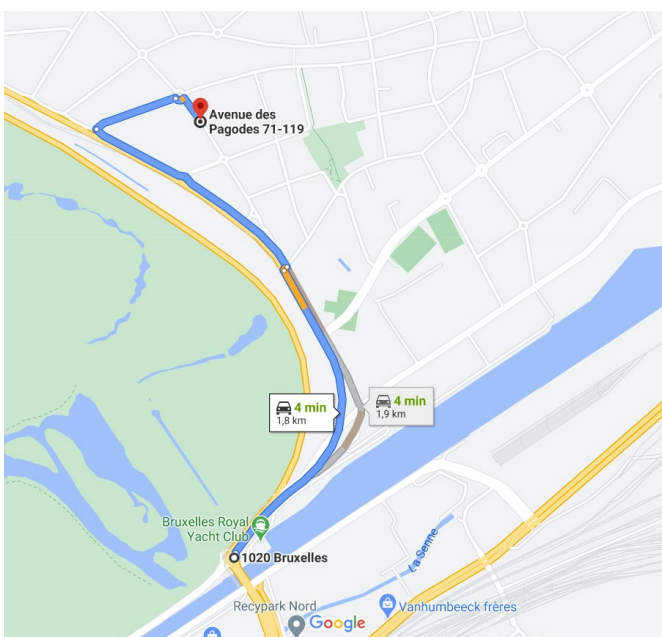 Avenue des
Pagodes 71-119
4 min
1,8 km
4 min
1,9 km
Bruxelles Royal
Yacht Club
1020 Bruxelles
La Senne
Recypark Nord
Vanhumbeeck frères
Google